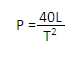 P = 40L
T²